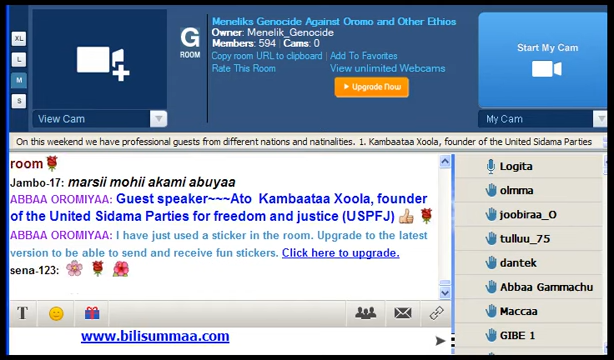 XL
L
M
S
View Cam
G
ROOM
Meneliks Genocide Against Oromo and Other Ethios
Owner: Menelik_Genocide
Members: 594 | Cams: 0
Copy room URL to clipboard | Add To Favorites
Rate This Room
View unlimited Webcams
Upgrade Now
Start My Cam
My Cam
On this weekend we have professional guests from different nations and natinalities. 1. Kambaataa Xoola, founder of the United Sidama Parties
room
Jambo-17: marsii mohii akami abuyaa
ABBAA OROMIYAA: Guest speaker~~~Ato Kambaataa Xoola, founder
of the United Sidama Parties for freedom and justice (USPFJ)
ABBAA OROMIYAA: I have just used a sticker in the room. Upgrade to the latest
version to be able to send and receive fun stickers. Click here to upgrade.
sena-123:
T
www.bilisummaa.com
Logita
olmma
joobiraa_O
tulluu_75
dantek
Abbaa Gammachu
Maccaa
GIBE 1